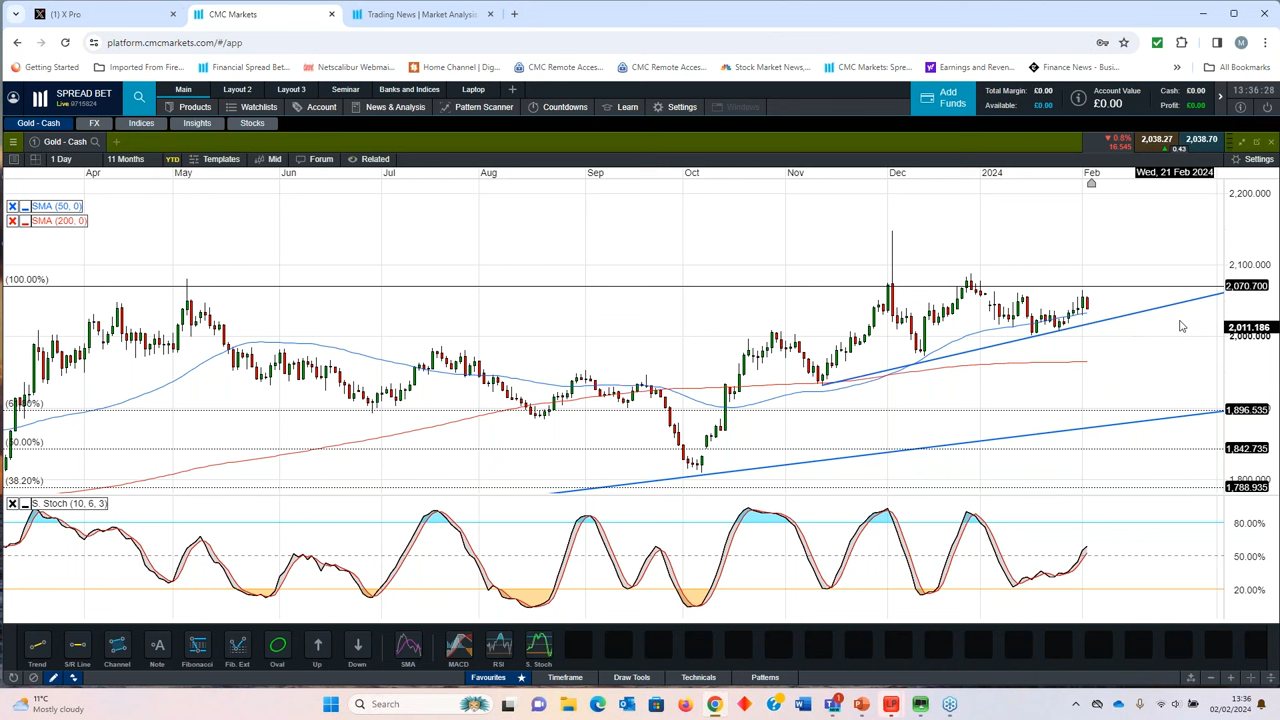 (1) X Pro
CMC Markets
Trading News | Market Analysis
platform.cmcmarkets.com/#/app
Getting Started
Imported From Fire...
Financial Spread Bet...
Netscalibur Webmai...
Home Channel | Dig...
CMC Remote Acces...
CMC Remote Acces...
Stock Market News,...
CMC Markets: Spre...
Earnings and Reven...
Finance News - Busi...
All Bookmarks
SPREAD BET
Live 9715824
Main
Layout 2
Layout 3
Seminar
Banks and Indices
Laptop
Products
Watchlists
Account
News & Analysis
Pattern Scanner
Countdowns
Learn
Settings
Windows
Add Funds
Total Margin: £0.00
Available: £0.00
Account Value
£0.00
Cash: £0.00
Profit: £0.00
13:36:28
Gold - Cash
FX
Indices
Insights
Stocks
Gold - Cash
0.8%
16.545
2,038.27
2,038.70
0.43
1 Day
11 Months
YTD
Templates
Mid
Forum
Related
Settings
Apr
May
Jun
Jul
Aug
Sep
Oct
Nov
Dec
2024
Feb
Wed, 21 Feb 2024
SMA (50, 0)
SMA (200, 0)
2,200.000
2,100.000
(100.00%)
2,070.700
2,011.186
2,000.000
1,896.535
1,842.735
(38.20%)
1,788.935
S. Stoch (10, 6, 3)
80.00%
50.00%
20.00%
Trend
S/R Line
Channel
Note
Fibonacci
Fib. Ext
Oval
Up
Down
SMA
MACD
RSI
S. Stoch
Favourites
Timeframe
Draw Tools
Technicals
Patterns
11°C
Mostly cloudy
Search
13:36
02/02/2024